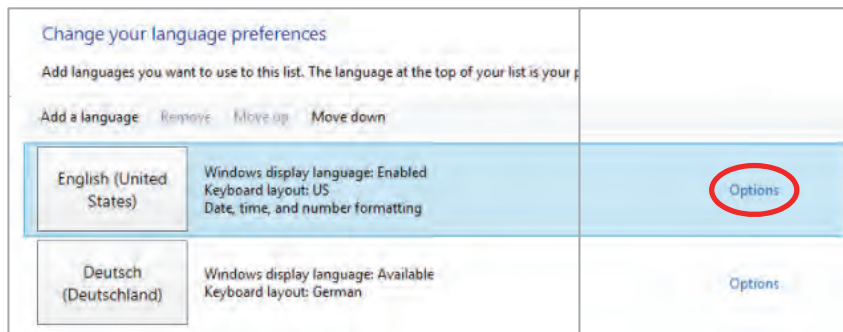 Change your language preferences
Add languages you want to use to this list. The language at the top of your list is your
Add a language Remove Move up Move down
English (United
States)
Windows display language: Enabled
Keyboard layout: US
Date, time, and number formatting
Options
Deutsch
(Deutschland)
Windows display language: Available
Keyboard layout: German
Options